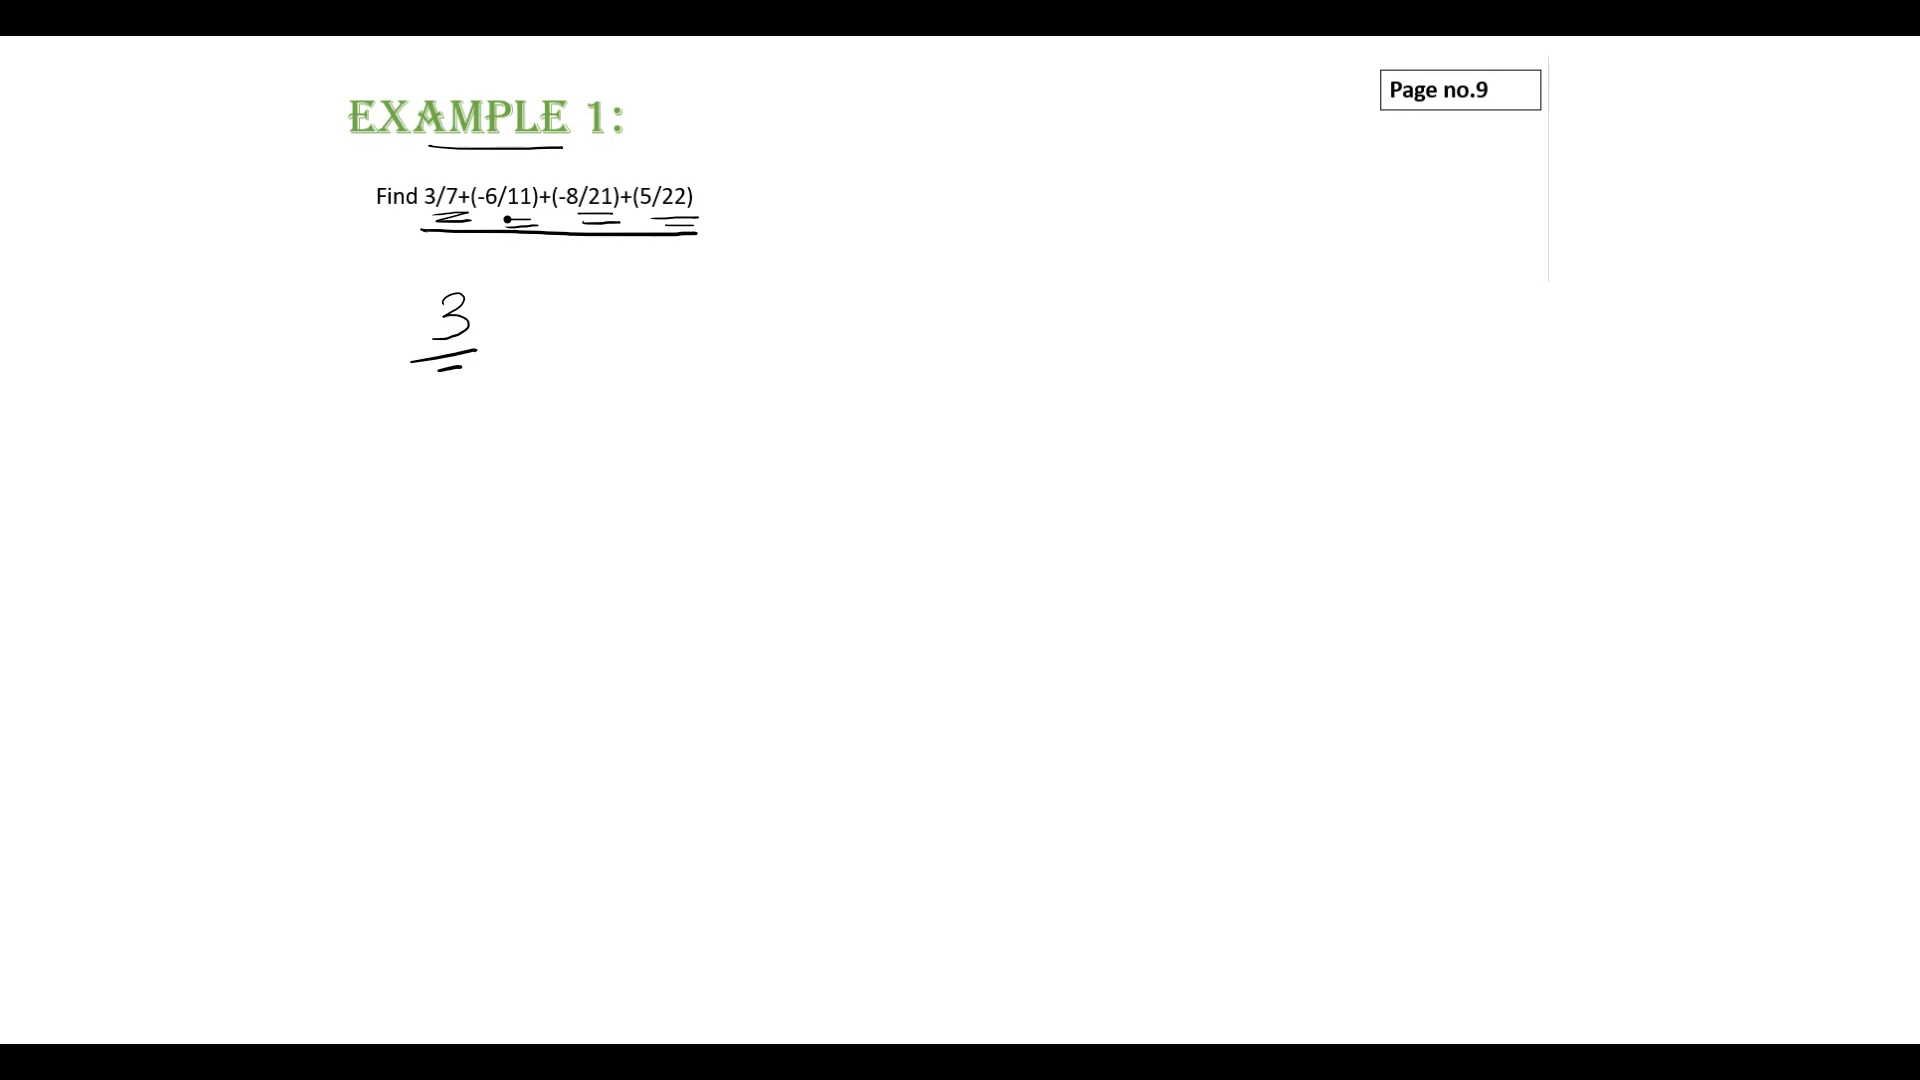 Page no.9
EXAMPLE 1:
Find 3/7+(-6/11)+(-8/21)+(5/22)
3